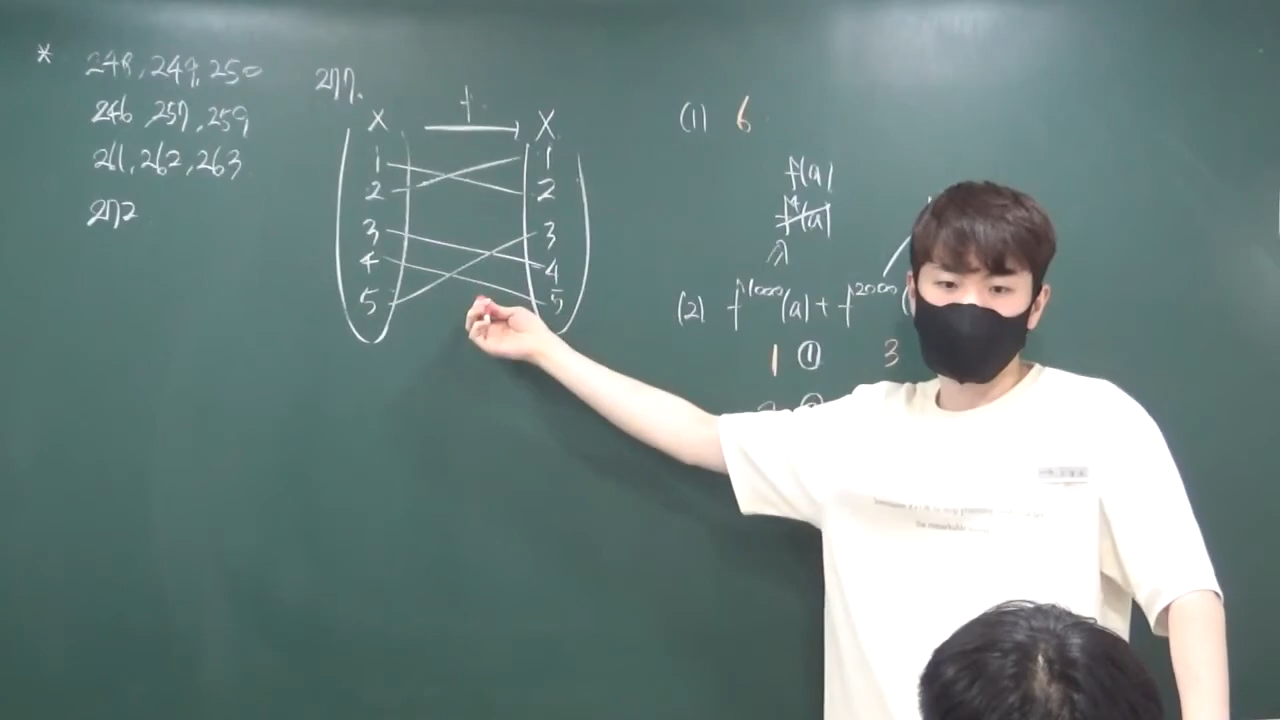 * 248, 249, 250
246, 257, 259,
261, 262, 263
272
277.
f
X X
1 1
2 2
3 3
4 4
5 5
(1) 6
f(a)
f⁴(a)
(2) f¹⁰⁰⁰(a) + f²⁰⁰⁰(
1 ① 3